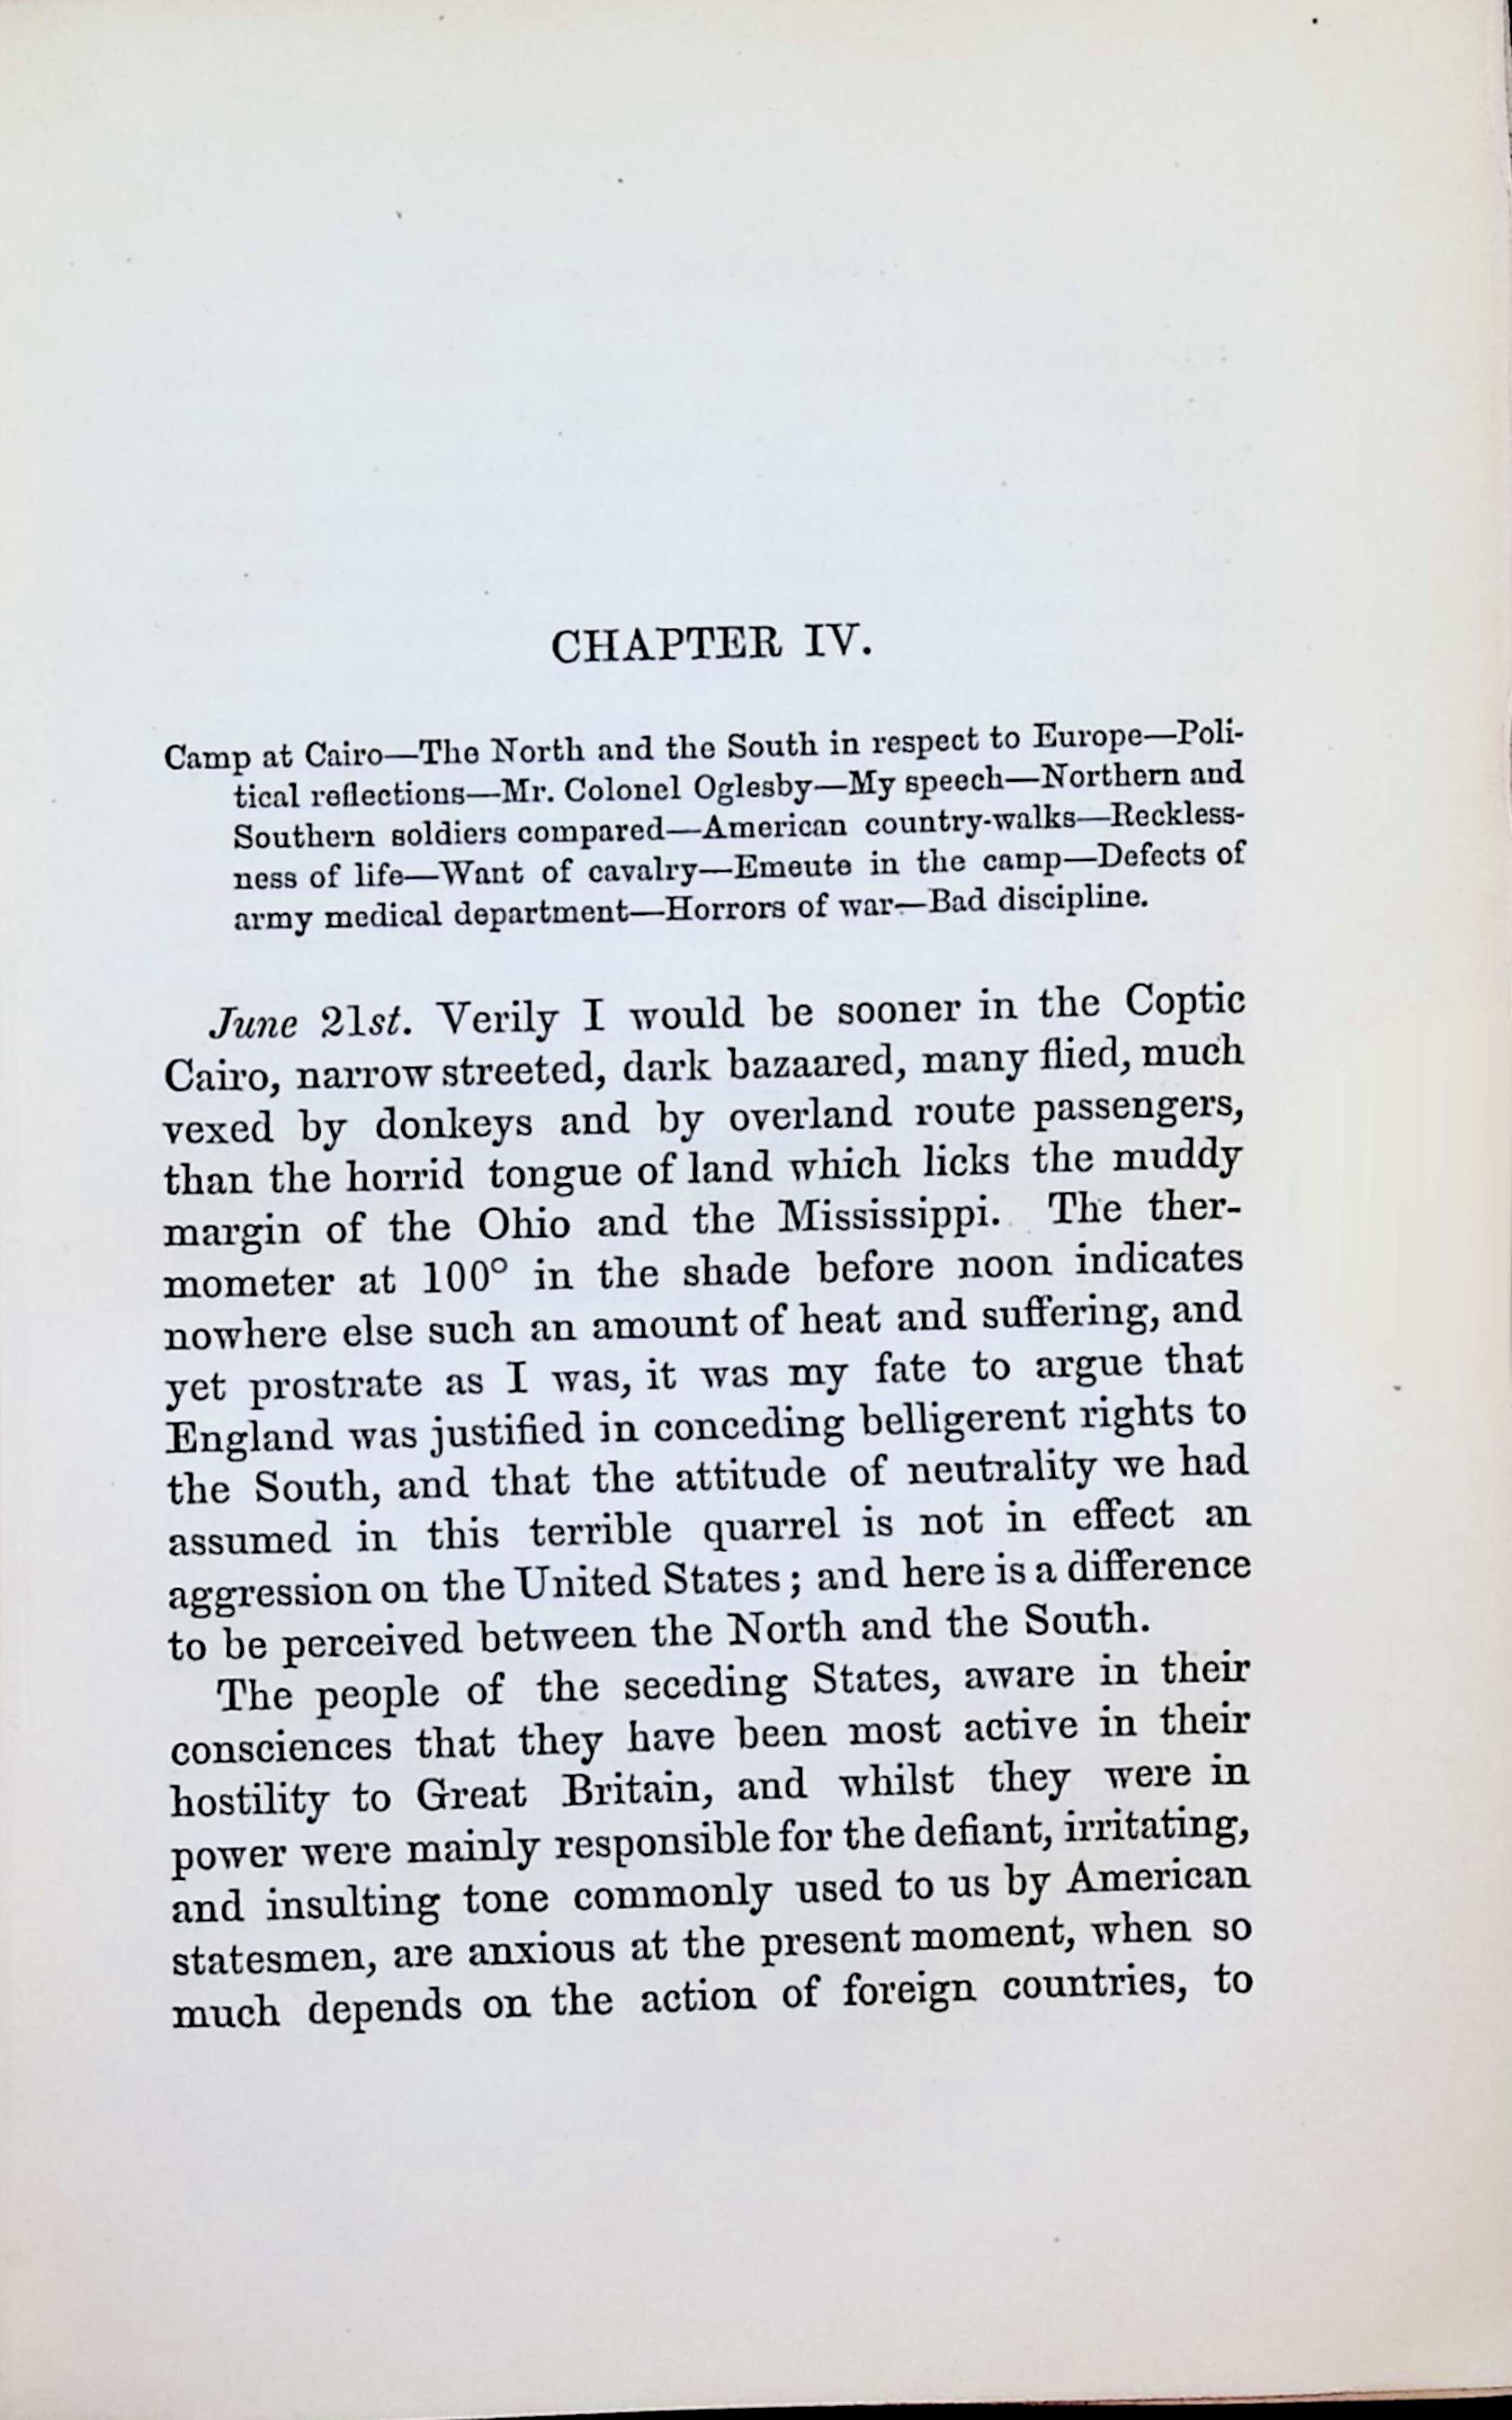 CHAPTER IV.
Camp at Cairo—The North and the South in respect to Europe—Poli-
tical reflections—Mr. Colonel Oglesby—My speech—Northern and
Southern soldiers compared—American country-walks—Reckless-
ness of life—Want of cavalry—Emeute in the camp—Defects of
army medical department—Horrors of war—Bad discipline.
June 21st. Verily I would be sooner in the Coptic
Cairo, narrow streeted, dark bazaared, many flied, much
vexed by donkeys and by overland route passengers,
than the horrid tongue of land which licks the muddy
margin of the Ohio and the Mississippi. The ther-
mometer at 100° in the shade before noon indicates
nowhere else such an amount of heat and suffering, and
yet prostrate as I was, it was my fate to argue that
England was justified in conceding belligerent rights to
the South, and that the attitude of neutrality we had
assumed in this terrible quarrel is not in effect an
aggression on the United States; and here is a difference
to be perceived between the North and the South.
The people of the seceding States, aware in their
consciences that they have been most active in their
hostility to Great Britain, and whilst they were in
power were mainly responsible for the defiant, irritating,
and insulting tone commonly used to us by American
statesmen, are anxious at the present moment, when so
much depends on the action of foreign countries, to